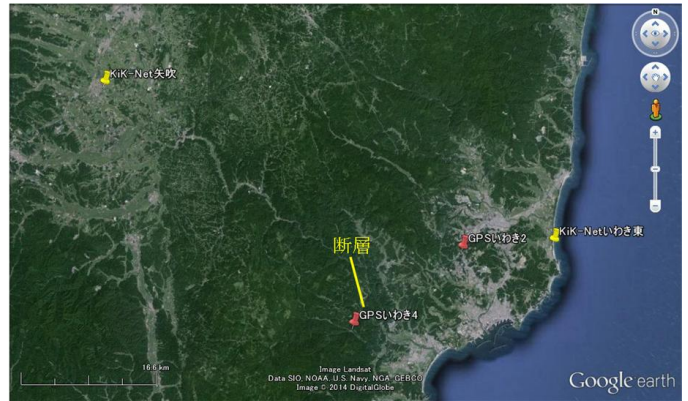 N
KiK-Net矢吹
断層
GPSいわき2
KiK-Netいわき東
GPSいわき4
16.6 km
Image Landsat
Data SIO, NOAA, U.S. Navy, NGA, GEBCO
Image © 2014 DigitalGlobe
Google earth